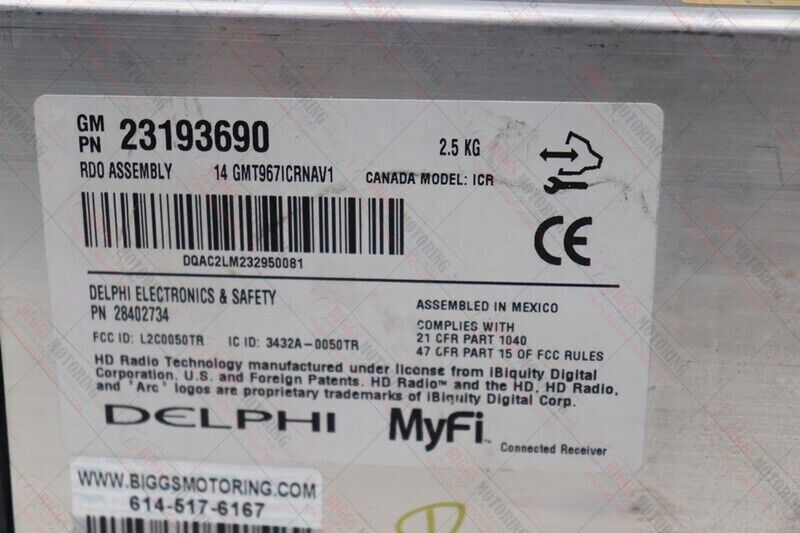 GM
PN 23193690
2.5 KG
RDO ASSEMBLY 14 GMT967ICRNAV1 CANADA MODEL: ICR
DQAC2LM232950081
CE
DELPHI ELECTRONICS & SAFETY
PN 28402734
ASSEMBLED IN MEXICO
COMPLIES WITH
21 CFR PART 1040
47 CFR PART 15 OF FCC RULES
FCC ID: L2C0050TR IC ID: 3432A-0050TR
HD Radio Technology manufactured under license from iBiquity Digital
Corporation, U.S. and Foreign Patents. HD Radio™ and the HD, HD Radio,
and "Arc" logos are proprietary trademarks of iBiquity Digital Corp.
DELPHI MyFi™ Connected Receiver
WWW.BIGGSMOTORING.COM
614-517-6167
BIGGS MOTORING